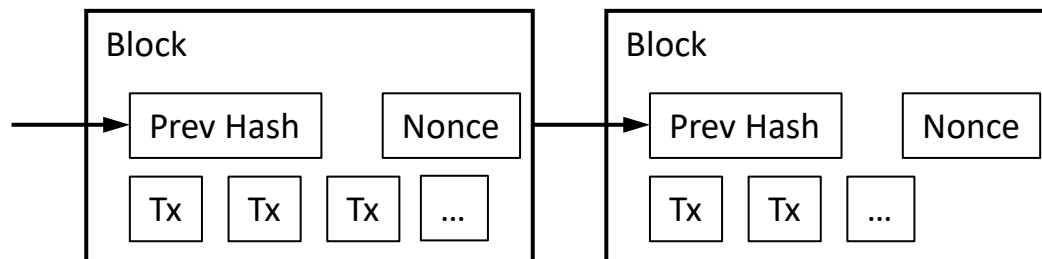 Block
Prev Hash Nonce
Tx Tx Tx ...
Block
Prev Hash Nonce
Tx Tx ...